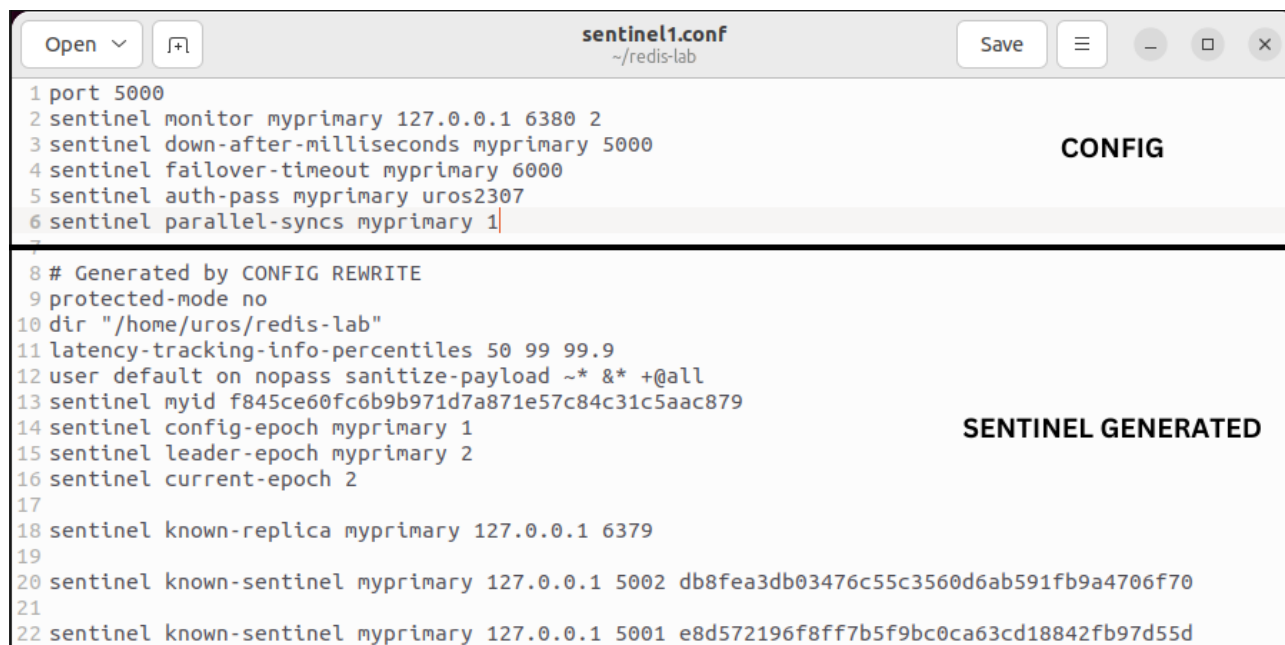 Open
sentinel1.conf
~/redis-lab
Save
1 port 5000
2 sentinel monitor myprimary 127.0.0.1 6380 2
3 sentinel down-after-milliseconds myprimary 5000
4 sentinel failover-timeout myprimary 6000
5 sentinel auth-pass myprimary uros2307
6 sentinel parallel-syncs myprimary 1
CONFIG
7
8 # Generated by CONFIG REWRITE
9 protected-mode no
10 dir "/home/uros/redis-lab"
11 latency-tracking-info-percentiles 50 99 99.9
12 user default on nopass sanitize-payload ~* &* +@all
13 sentinel myid f845ce60fc6b9b971d7a871e57c84c31c5aac879
14 sentinel config-epoch myprimary 1
SENTINEL GENERATED
15 sentinel leader-epoch myprimary 2
16 sentinel current-epoch 2
17
18 sentinel known-replica myprimary 127.0.0.1 6379
19
20 sentinel known-sentinel myprimary 127.0.0.1 5002 db8fea3db03476c55c3560d6ab591fb9a4706f70
21
22 sentinel known-sentinel myprimary 127.0.0.1 5001 e8d572196f8ff7b5f9bc0ca63cd18842fb97d55d